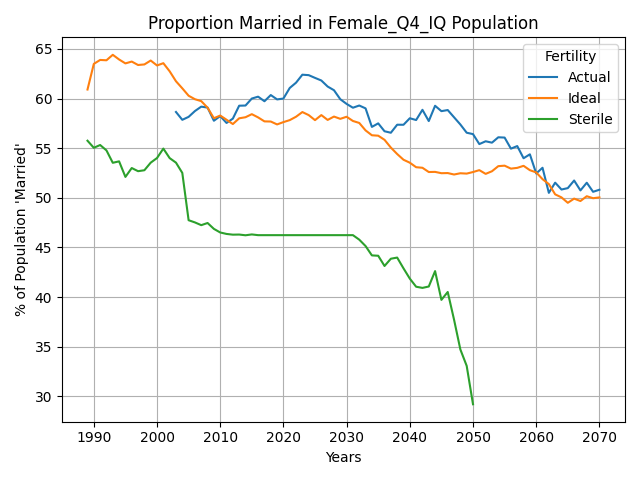 Proportion Married in Female_Q4_IQ Population
% of Population 'Married'
65
60
55
50
45
40
35
30
Fertility
Actual
Ideal
Sterile
1990 2000 2010 2020 2030 2040 2050 2060 2070
Years